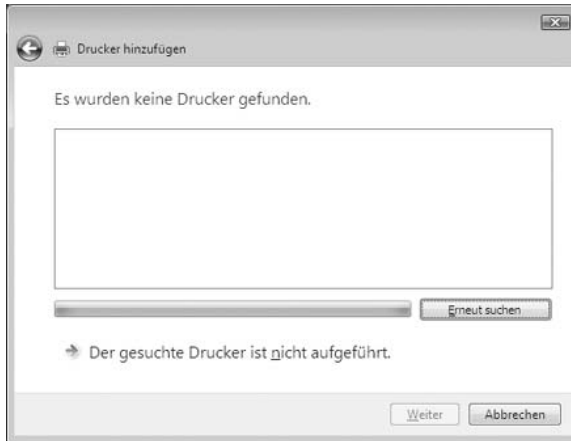 Drucker hinzufügen
Es wurden keine Drucker gefunden.
Erneut suchen
Der gesuchte Drucker ist nicht aufgeführt.
Weiter
Abbrechen